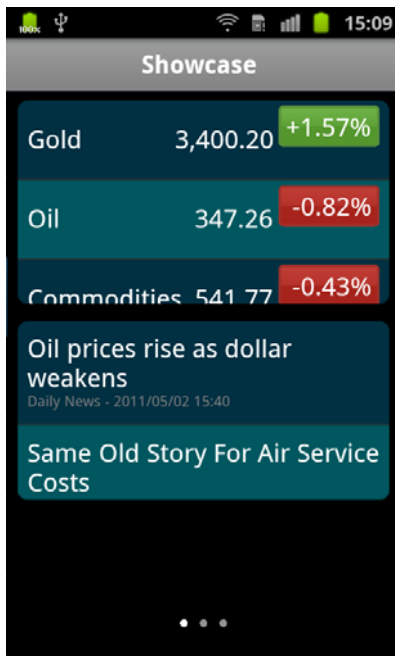 100%
15:09
Showcase
Gold 3,400.20 +1.57%
Oil 347.26 -0.82%
Commodities 541.77 -0.43%
Oil prices rise as dollar
weakens
Daily News - 2011/05/02 15:40
Same Old Story For Air Service
Costs